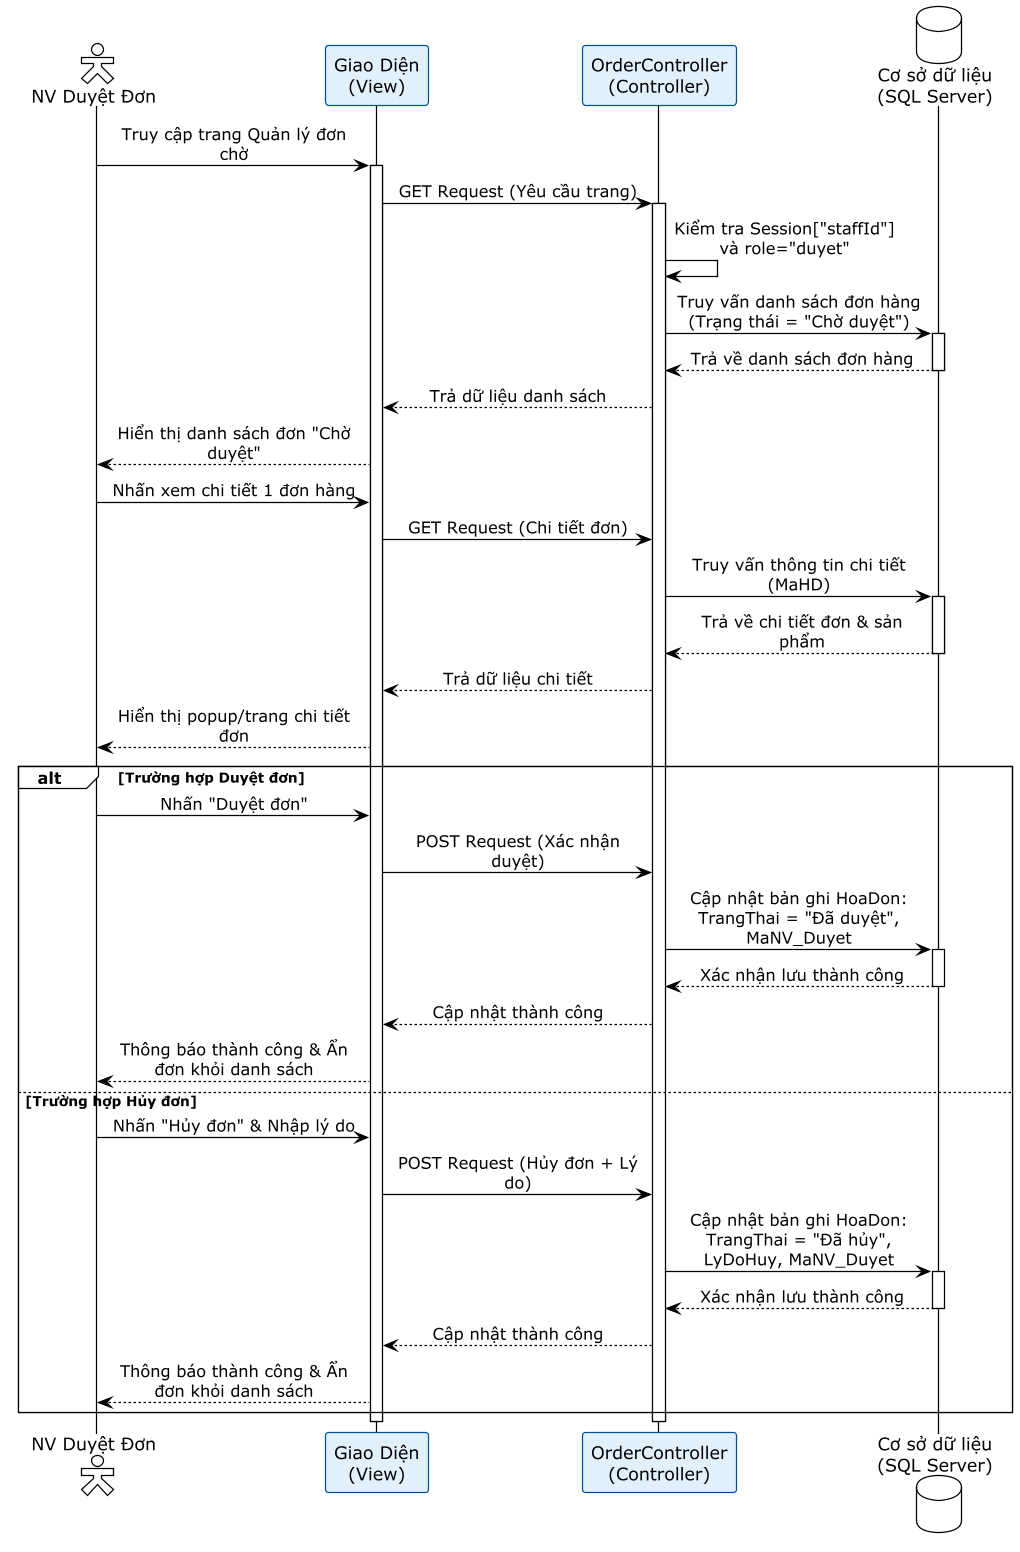 NV Duyệt Đơn
Giao Diện
(View)
OrderController
(Controller)
Cơ sở dữ liệu
(SQL Server)
Truy cập trang Quản lý đơn
chờ
GET Request (Yêu cầu trang)
Kiểm tra Session["staffId"]
và role="duyet"
Truy vấn danh sách đơn hàng
(Trạng thái = "Chờ duyệt")
Trả về danh sách đơn hàng
Trả dữ liệu danh sách
Hiển thị danh sách đơn "Chờ
duyệt"
Nhấn xem chi tiết 1 đơn hàng
GET Request (Chi tiết đơn)
Truy vấn thông tin chi tiết
(MaHD)
Trả về chi tiết đơn & sản
phẩm
Trả dữ liệu chi tiết
Hiển thị popup/trang chi tiết
đơn
alt
[Trường hợp Duyệt đơn]
Nhấn "Duyệt đơn"
POST Request (Xác nhận
duyệt)
Cập nhật bản ghi HoaDon:
TrangThai = "Đã duyệt",
MaNV_Duyet
Xác nhận lưu thành công
Cập nhật thành công
Thông báo thành công & Ẩn
đơn khỏi danh sách
[Trường hợp Hủy đơn]
Nhấn "Hủy đơn" & Nhập lý do
POST Request (Hủy đơn + Lý
do)
Cập nhật bản ghi HoaDon:
TrangThai = "Đã hủy",
LyDoHuy, MaNV_Duyet
Xác nhận lưu thành công
Cập nhật thành công
Thông báo thành công & Ẩn
đơn khỏi danh sách
NV Duyệt Đơn
Giao Diện
(View)
OrderController
(Controller)
Cơ sở dữ liệu
(SQL Server)